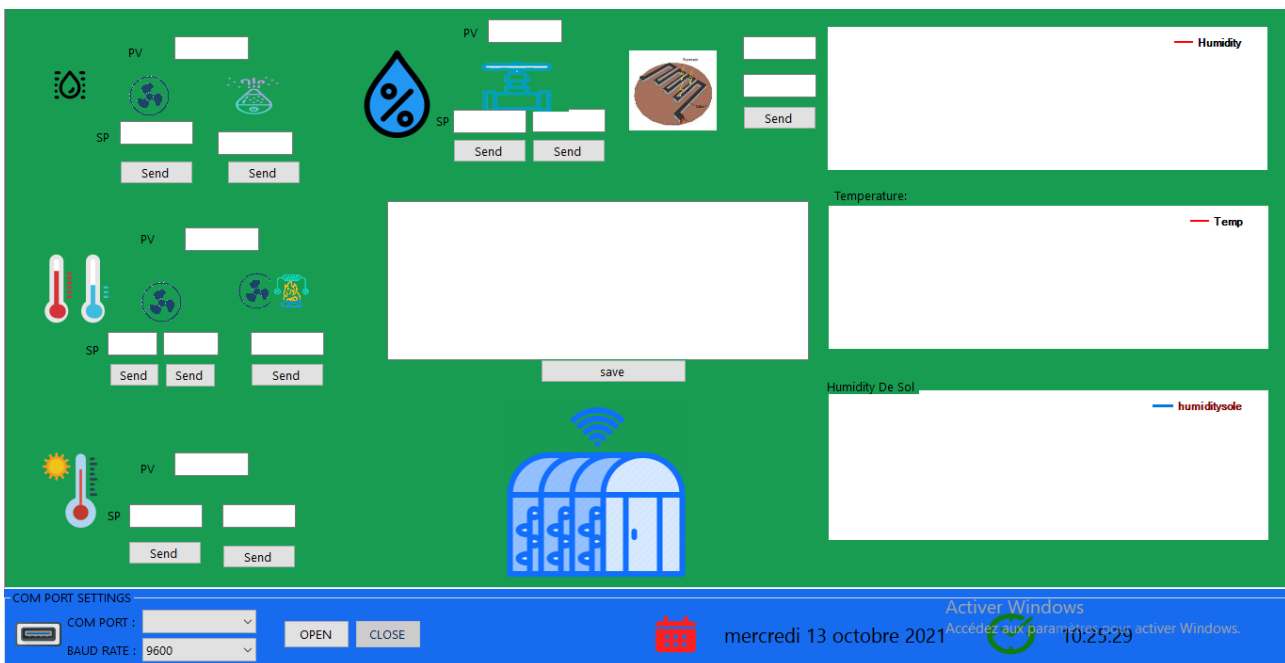 PV
SP
Send
Send
PV
SP
Send
Send
Send
Humidity
PV
SP
Send
Send
Send
save
Temperature:
Temp
Humidity De Sol
humiditysole
PV
SP
Send
Send
COM PORT SETTINGS
COM PORT :
BAUD RATE : 9600
OPEN
CLOSE
mercredi 13 octobre 2021
10:25:29
Activer Windows
Accédez aux paramètres pour activer Windows.